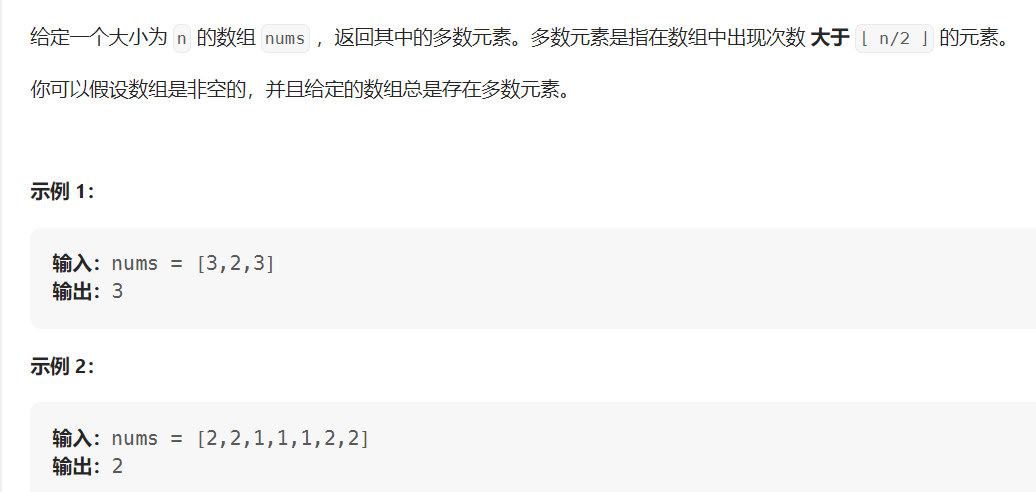 给定一个大小为 n 的数组 nums ，返回其中的多数元素。多数元素是指在数组中出现次数 大于 ⌊ n/2 ⌋ 的元素。
你可以假设数组是非空的，并且给定的数组总是存在多数元素。
示例 1：
输入：nums = [3,2,3]
输出：3
示例 2：
输入：nums = [2,2,1,1,1,2,2]
输出：2